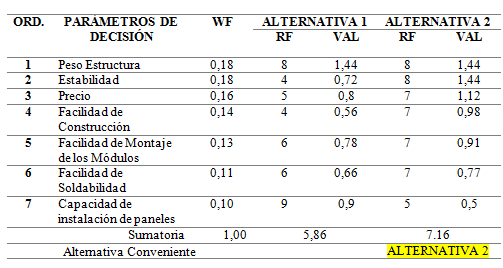 ORD. PARÁMETROS DE DECISIÓN WF ALTERNATIVA 1 ALTERNATIVA 2
RF VAL RF VAL
1 Peso Estructura 0,18 8 1,44 8 1,44
2 Estabilidad 0,18 4 0,72 8 1,44
3 Precio 0,16 5 0,8 7 1,12
4 Facilidad de Construcción 0,14 4 0,56 7 0,98
5 Facilidad de Montaje de los Módulos 0,13 6 0,78 7 0,91
6 Facilidad de Soldabilidad 0,11 6 0,66 7 0,77
7 Capacidad de instalación de paneles 0,10 9 0,9 5 0,5
Sumatoria 1,00 5,86 7.16
Alternativa Conveniente ALTERNATIVA 2